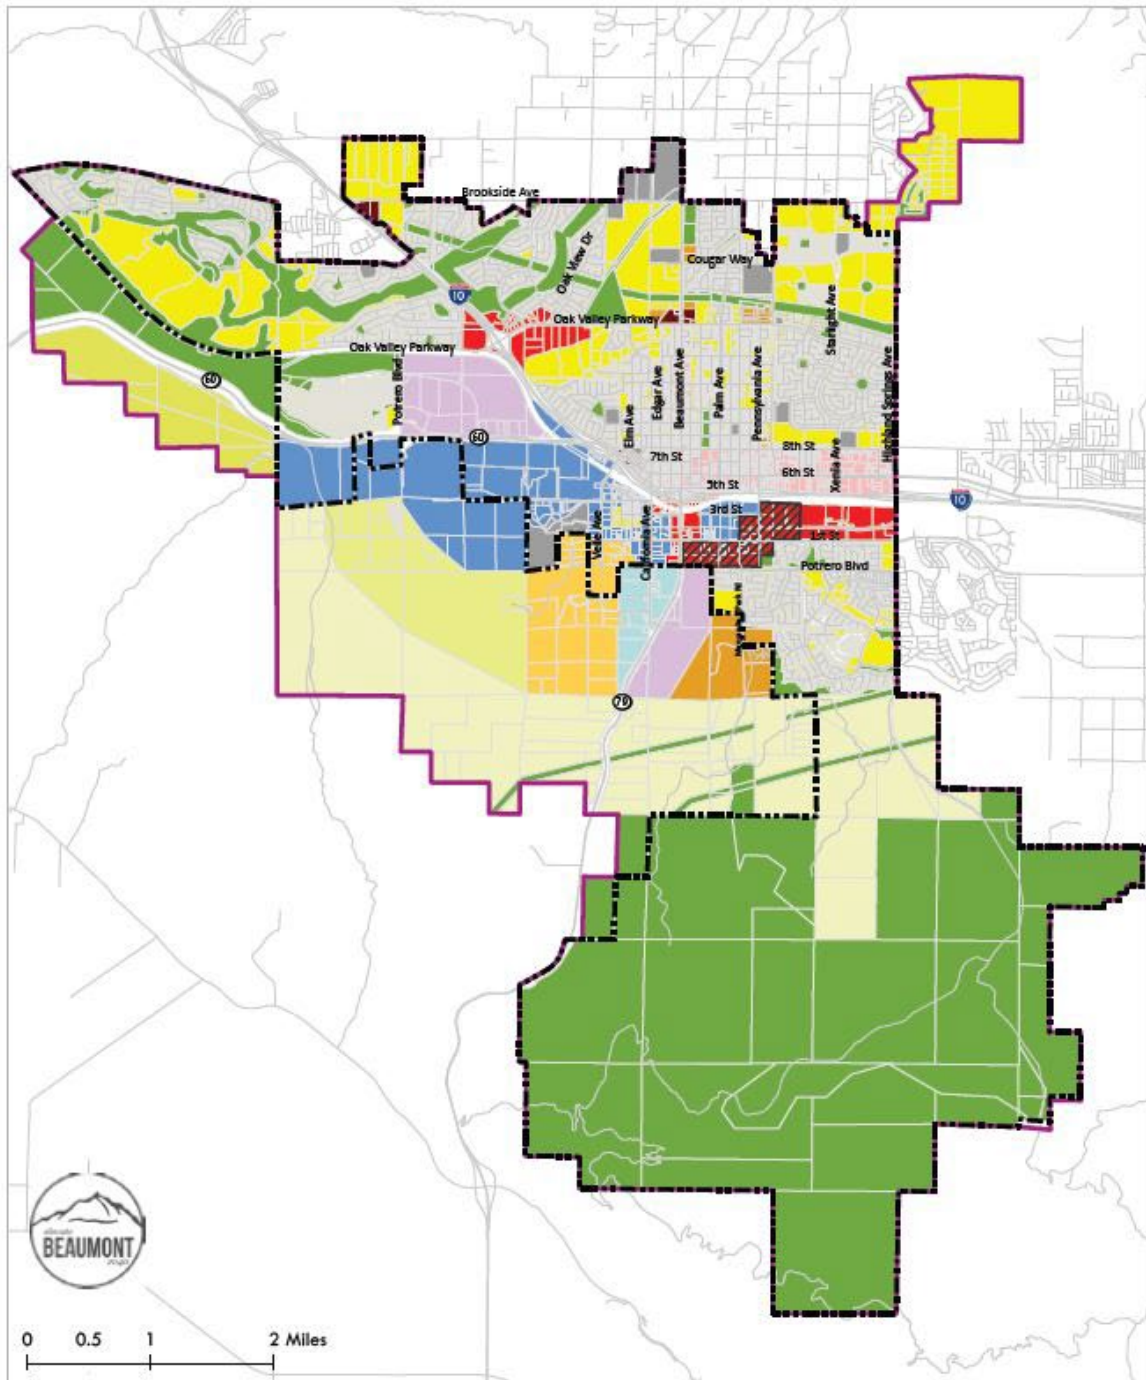 Brookside Ave
Oak View Dr
Cougar Way
10
Oak Valley Parkway
Starlight Ave
Oak Valley Parkway
60
Potrero Blvd
Edgar Ave
Beaumont Ave
Palm Ave
Pennsylvania Ave
Highland Springs Ave
Elm Ave
60
8th St
7th St
6th St
Xenia Ave
5th St
10
3rd St
Veile Ave
California Ave
1st St
Potrero Blvd
79
BEAUMONT
0 0.5 1 2 Miles